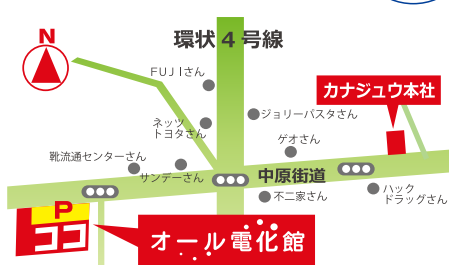 環状4号線
N
FUJIさん
カナジュウ本社
ジョリーパスタさん
ネッツ
トヨタさん
ゲオさん
靴流通センターさん
サンデーさん
中原街道
不二家さん
ハック
ドラッグさん
P
ココ
オール電化館